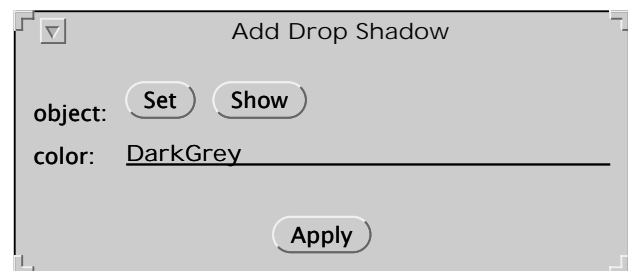 Add Drop Shadow
object: Set Show
color: DarkGrey
Apply